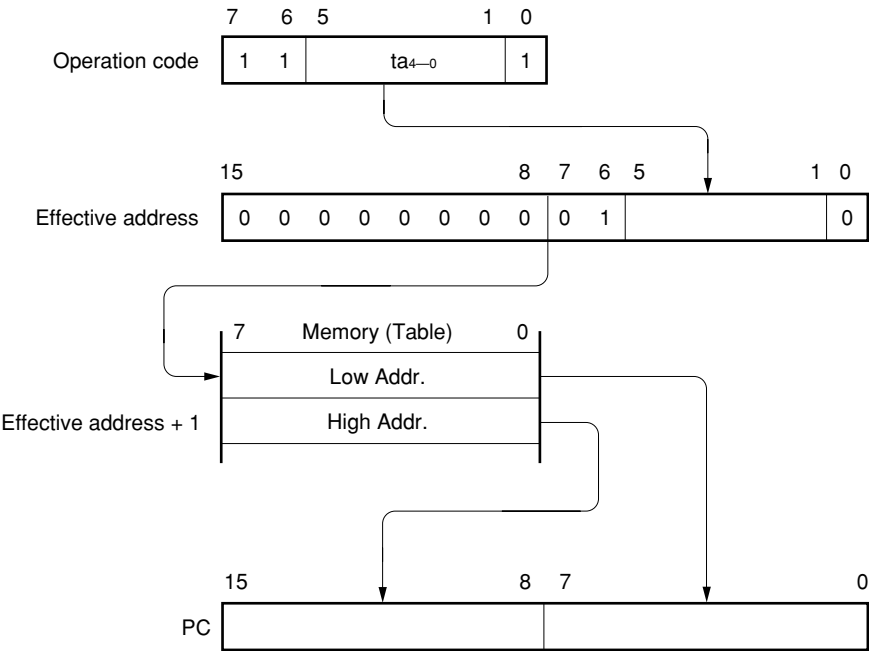 7 6 5 1 0
Operation code 1 1 ta4—0 1
15 8 7 6 5 1 0
Effective address 0 0 0 0 0 0 0 0 0 1 0
7 Memory (Table) 0
Low Addr.
Effective address + 1 High Addr.
15 8 7 0
PC